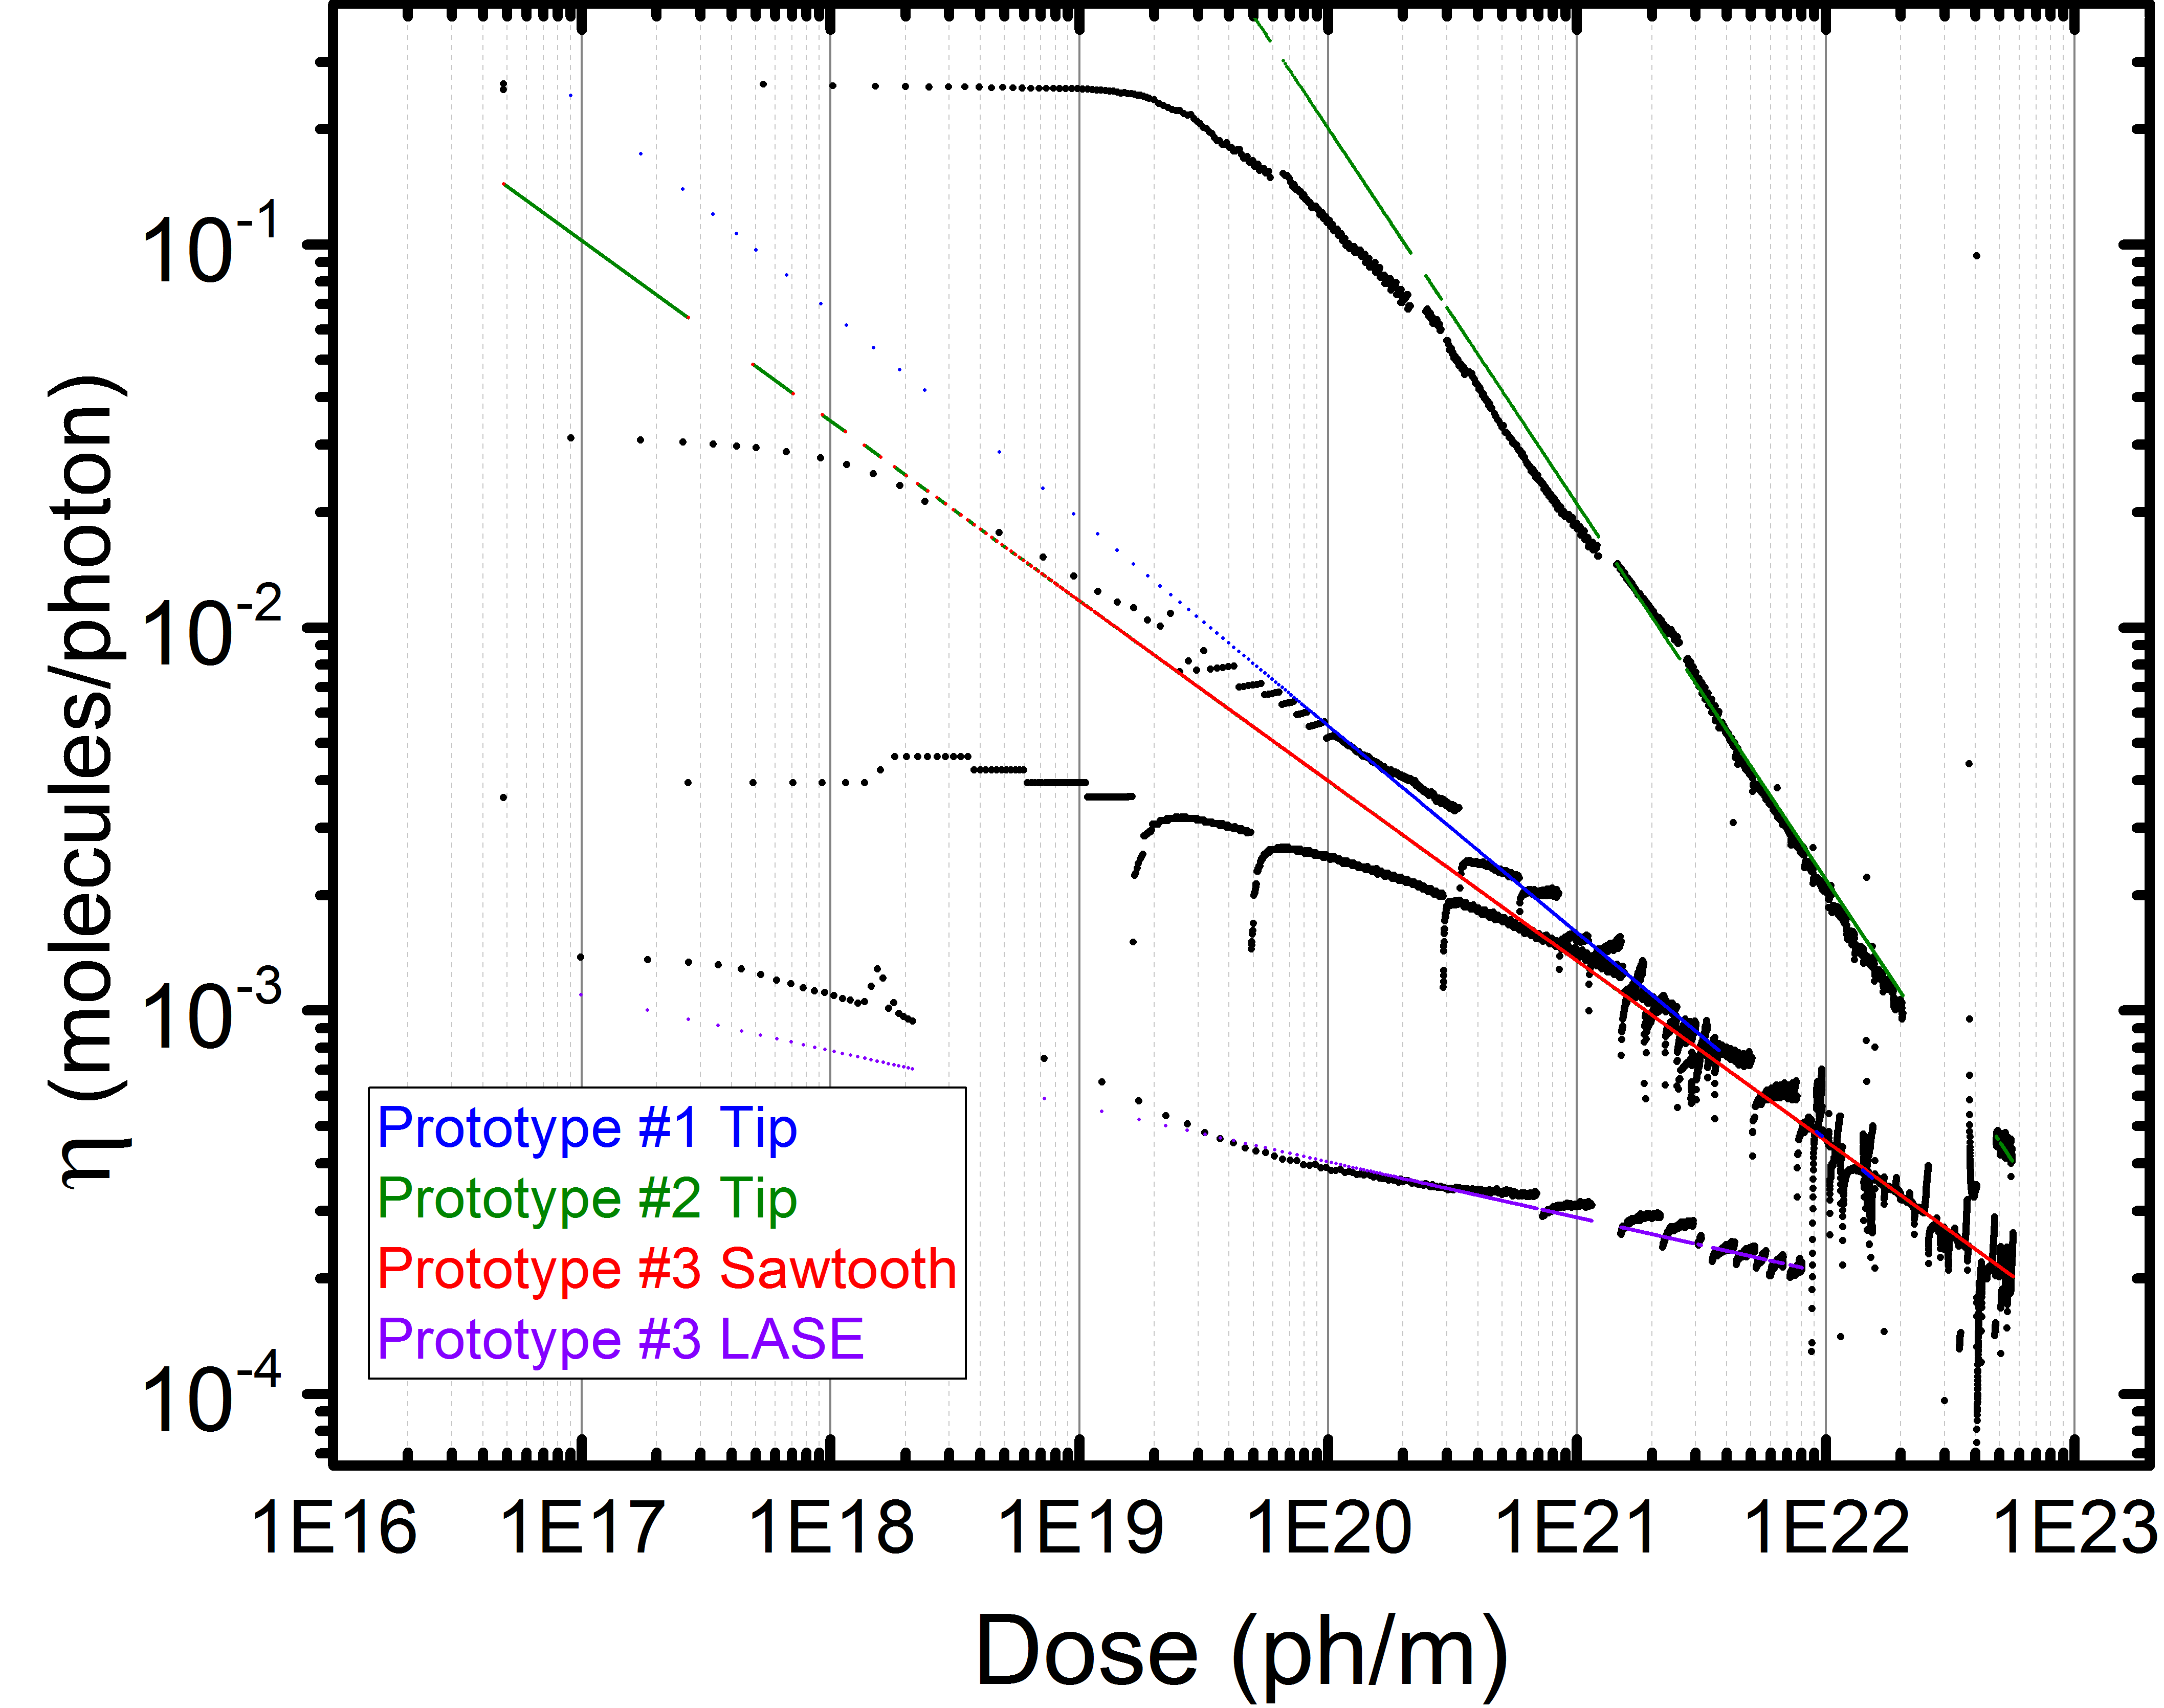 η (molecules/photon)
10-1
10-2
10-3
10-4
Prototype #1 Tip
Prototype #2 Tip
Prototype #3 Sawtooth
Prototype #3 LASE
1E16 1E17 1E18 1E19 1E20 1E21 1E22 1E23
Dose (ph/m)